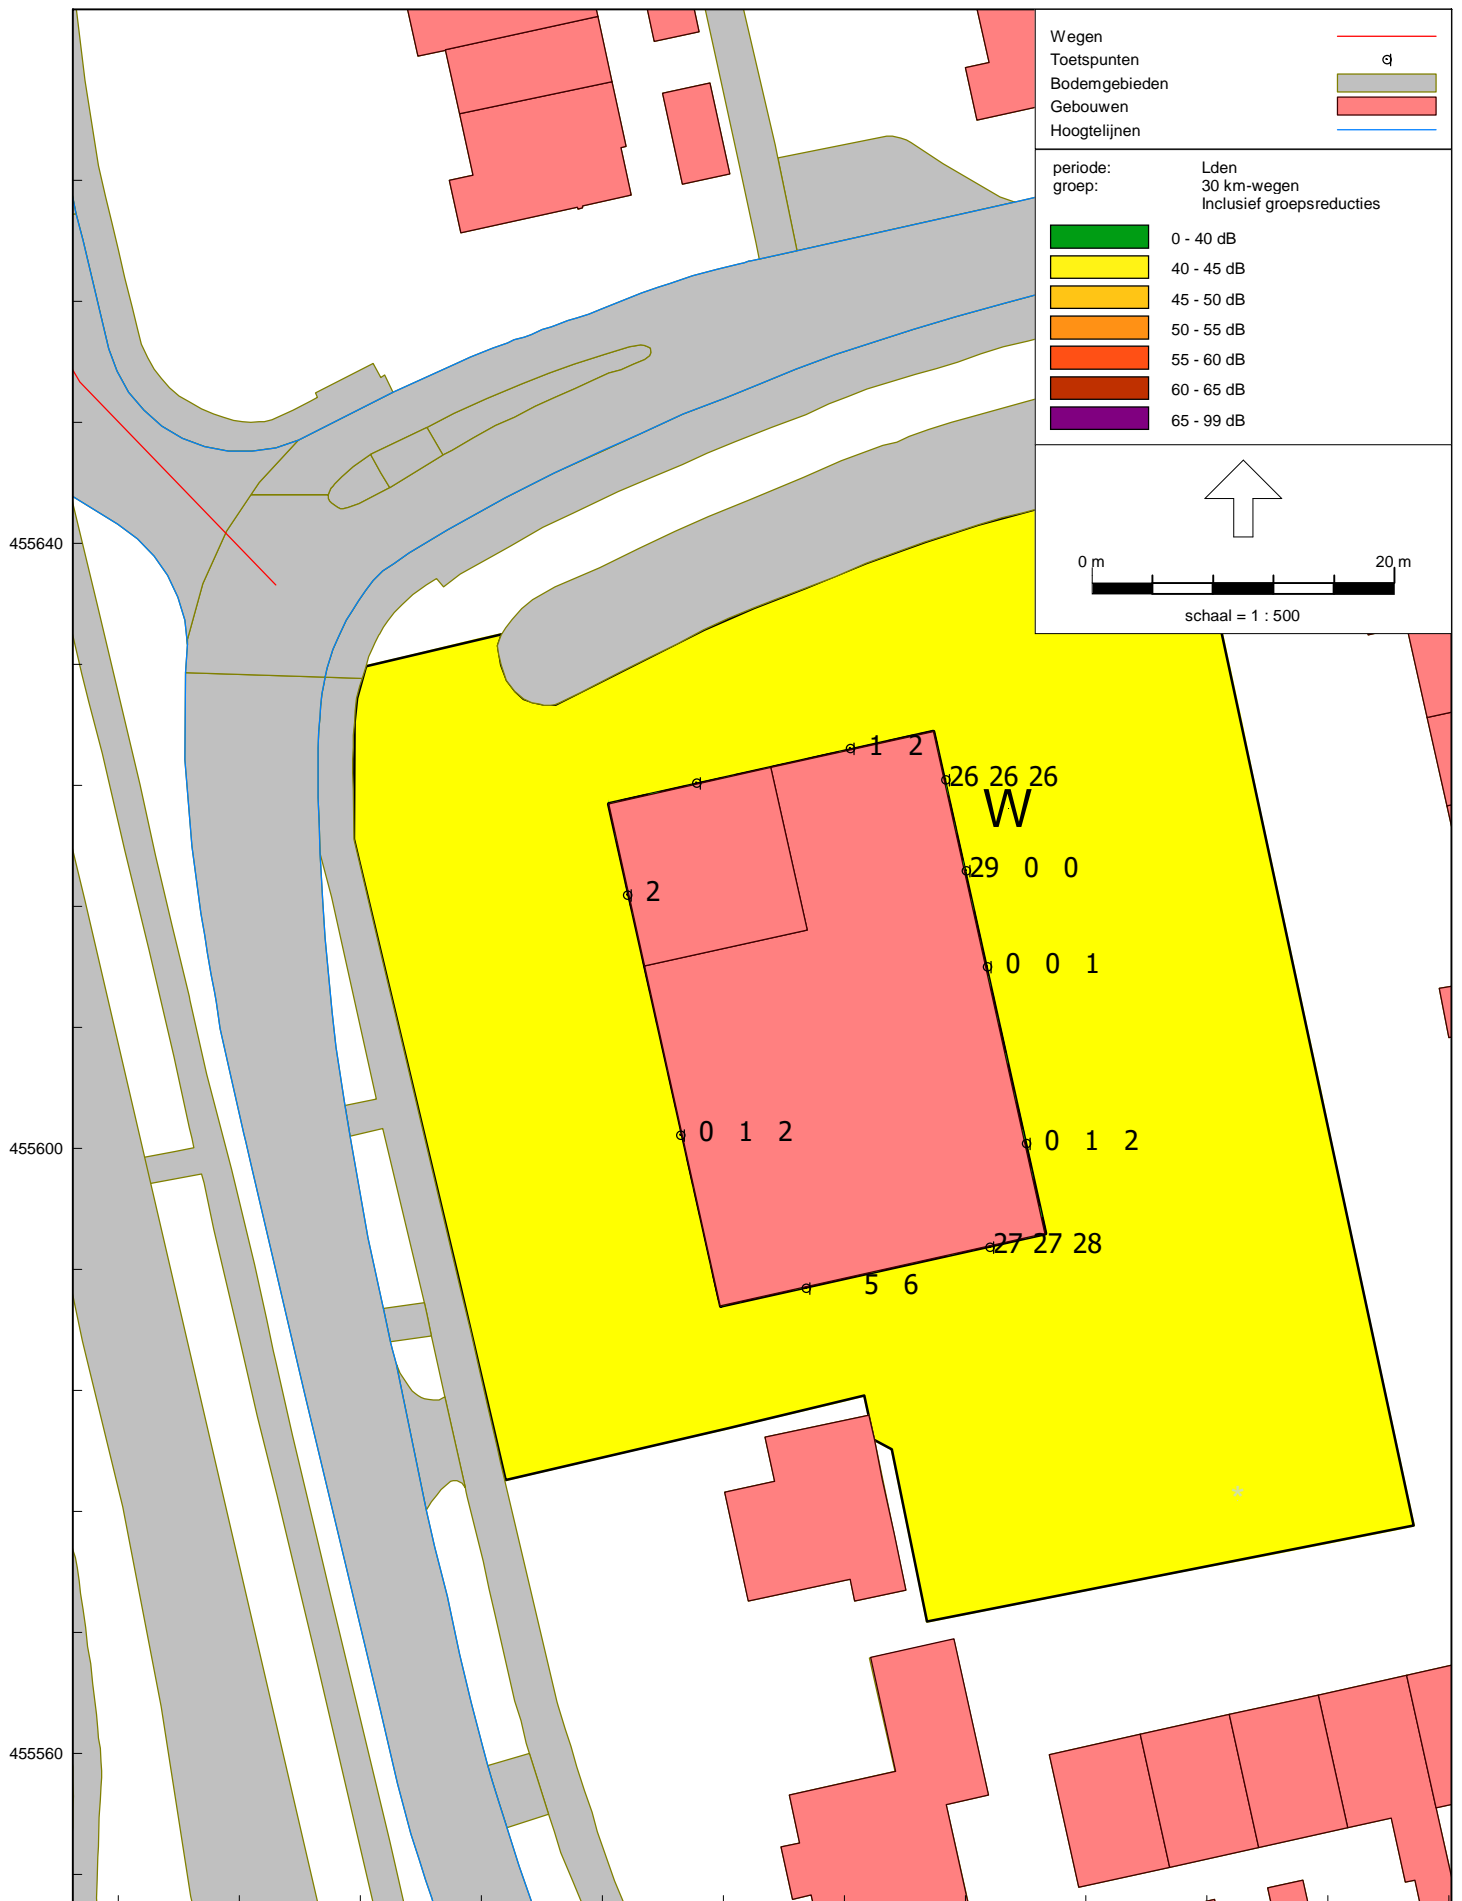 Wegen
Toetspunten
Bodemgebieden
Gebouwen
Hoogtelijnen
periode: Lden
groep: 30 km-wegen
Inclusief groepsreducties
0 - 40 dB
40 - 45 dB
45 - 50 dB
50 - 55 dB
55 - 60 dB
60 - 65 dB
65 - 99 dB
0 m 20 m
schaal = 1 : 500
455640
1 2
26 26 26
W
29 0 0
2
0 0 1
0 1 2
0 1 2
455600
27 27 28
5 6
*
455560